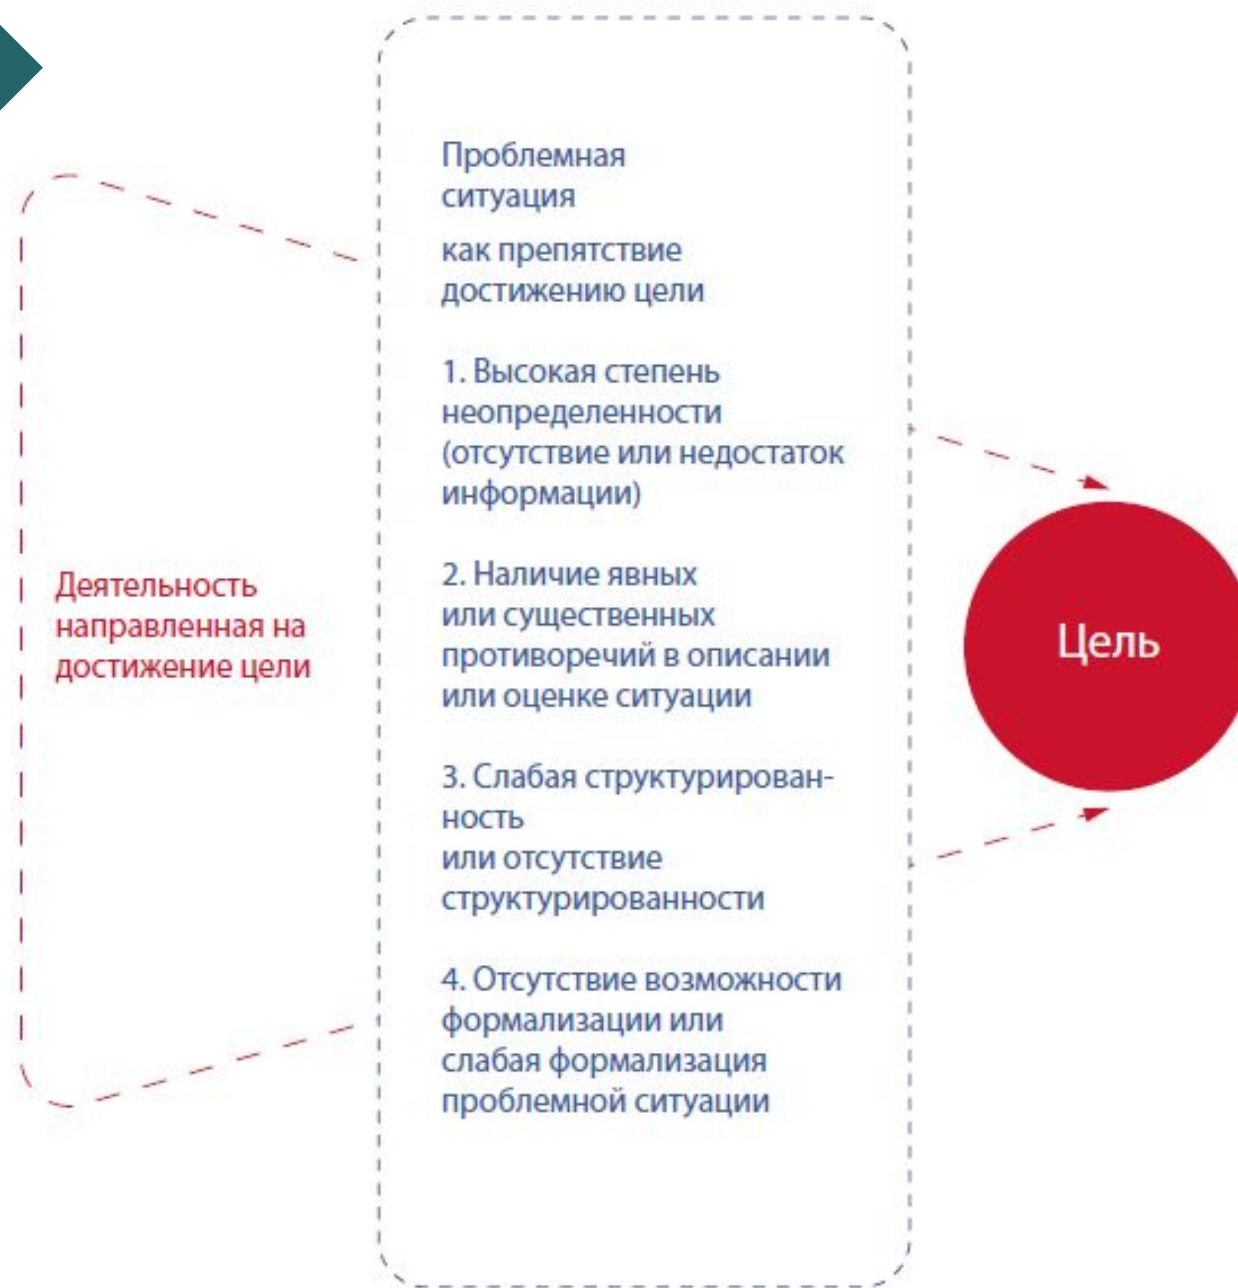 Проблемная
ситуация
как препятствие
достижению цели
1. Высокая степень
неопределенности
(отсутствие или недостаток
информации)
2. Наличие явных
или существенных
противоречий в описании
или оценке ситуации
3. Слабая структурирован-
ность
или отсутствие
структурированности
4. Отсутствие возможности
формализации или
слабая формализация
проблемной ситуации
Деятельность
направленная на
достижение цели
Цель